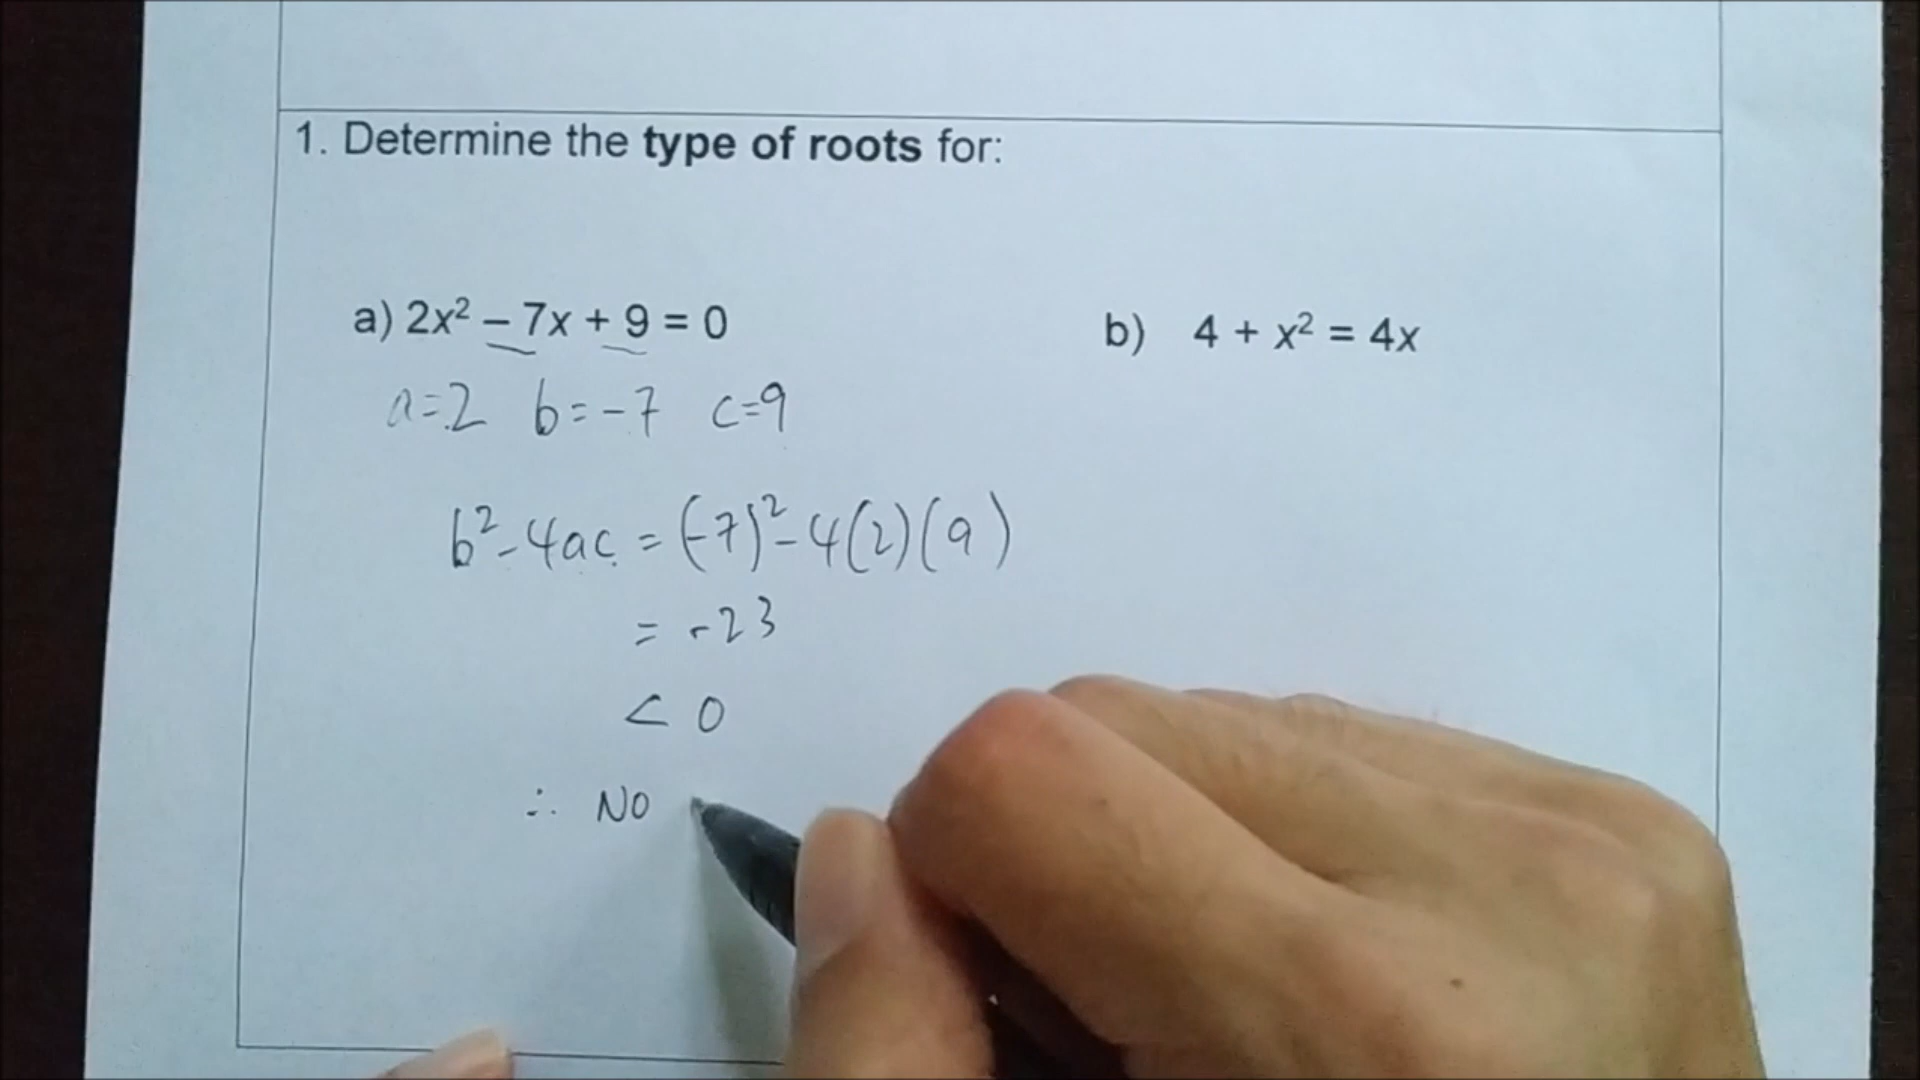 1. Determine the type of roots for:
a) 2x² – 7x + 9 = 0
b) 4 + x² = 4x
a=2 b=-7 c=9
b²-4ac = (-7)²-4(2)(9)
= -23
< 0
∴ No